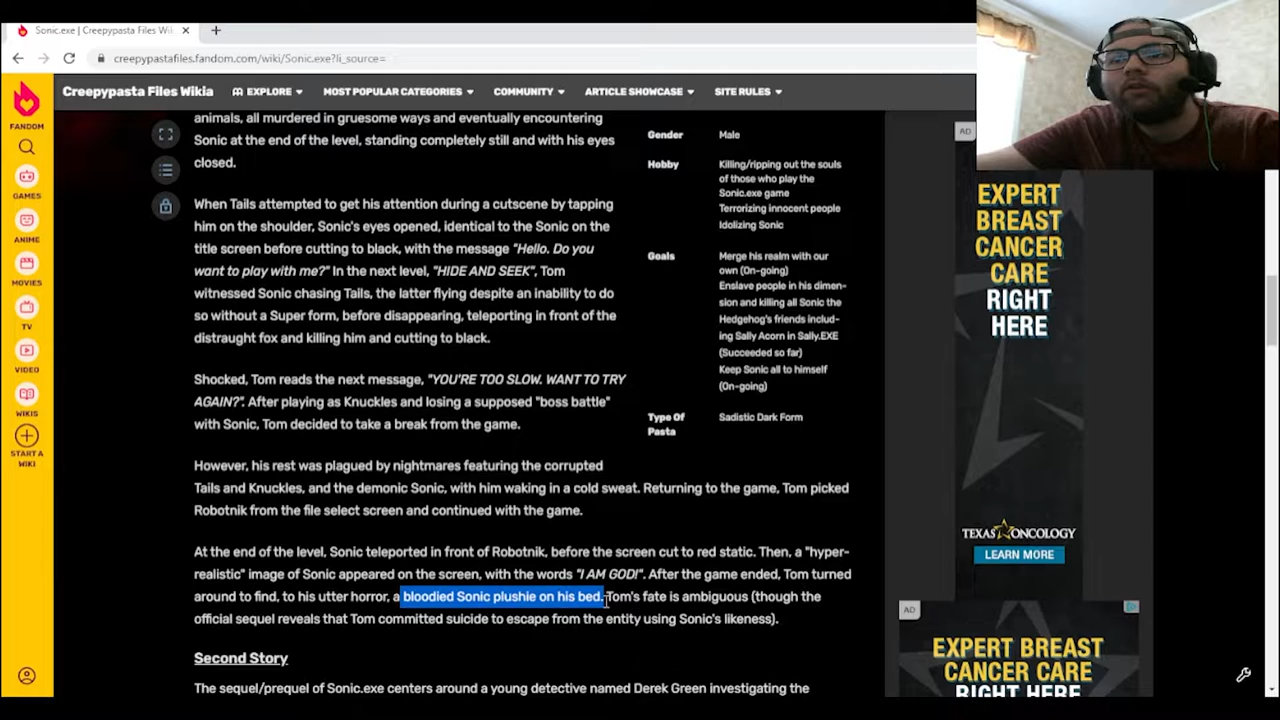 Sonic.exe | Creepypasta Files Wiki
creepypastafiles.fandom.com/wiki/Sonic.exe?li_source=
FANDOM
GAMES
ANIME
MOVIES
TV
VIDEO
WIKIS
START A
WIKI
Creepypasta Files Wikia
EXPLORE
MOST POPULAR CATEGORIES
COMMUNITY
ARTICLE SHOWCASE
SITE RULES
animals, all murdered in gruesome ways and eventually encountering
Sonic at the end of the level, standing completely still and with his eyes
closed.
When Tails attempted to get his attention during a cutscene by tapping
him on the shoulder, Sonic's eyes opened, identical to the Sonic on the
title screen before cutting to black, with the message "Hello. Do you
want to play with me?" In the next level, "HIDE AND SEEK", Tom
witnessed Sonic chasing Tails, the latter flying despite an inability to do
so without a Super form, before disappearing, teleporting in front of the
distraught fox and killing him and cutting to black.
Shocked, Tom reads the next message, "YOU'RE TOO SLOW. WANT TO TRY
AGAIN?". After playing as Knuckles and losing a supposed "boss battle"
with Sonic, Tom decided to take a break from the game.
However, his rest was plagued by nightmares featuring the corrupted
Tails and Knuckles, and the demonic Sonic, with him waking in a cold sweat. Returning to the game, Tom picked
Robotnik from the file select screen and continued with the game.
At the end of the level, Sonic teleported in front of Robotnik, before the screen cut to red static. Then, a "hyper-
realistic" image of Sonic appeared on the screen, with the words "I AM GOD!". After the game ended, Tom turned
around to find, to his utter horror, a bloodied Sonic plushie on his bed. Tom's fate is ambiguous (though the
official sequel reveals that Tom committed suicide to escape from the entity using Sonic's likeness).
Second Story
The sequel/prequel of Sonic.exe centers around a young detective named Derek Green investigating the
Gender
Male
Hobby
Killing/ripping out the souls
of those who play the
Sonic.exe game
Terrorizing innocent people
Idolizing Sonic
Goals
Merge his realm with our
own (On-going)
Enslave people in his dimen-
sion and killing all Sonic the
Hedgehog's friends includ-
ing Sally Acorn in Sally.EXE
(Succeeded so far)
Keep Sonic all to himself
(On-going)
Type Of
Pasta
Sadistic Dark Form
AD
EXPERT
BREAST
CANCER
CARE
RIGHT
HERE
TEXAS ONCOLOGY
LEARN MORE
AD
EXPERT BREAST
CANCER CARE
RIGHT HERE